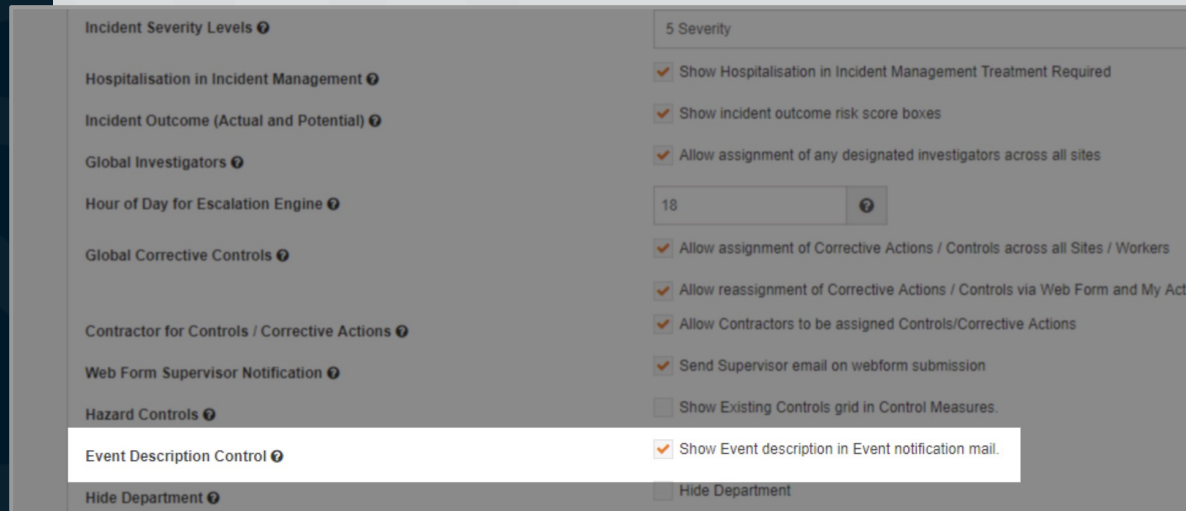 Incident Severity Levels
5 Severity
Hospitalisation in Incident Management
Show Hospitalisation in Incident Management Treatment Required
Incident Outcome (Actual and Potential)
Show incident outcome risk score boxes
Global Investigators
Allow assignment of any designated investigators across all sites
Hour of Day for Escalation Engine
18
Global Corrective Controls
Allow assignment of Corrective Actions / Controls across all Sites / Workers
Allow reassignment of Corrective Actions / Controls via Web Form and My Act
Contractor for Controls / Corrective Actions
Allow Contractors to be assigned Controls/Corrective Actions
Web Form Supervisor Notification
Send Supervisor email on webform submission
Hazard Controls
Show Existing Controls grid in Control Measures.
Event Description Control
Show Event description in Event notification mail.
Hide Department
Hide Department